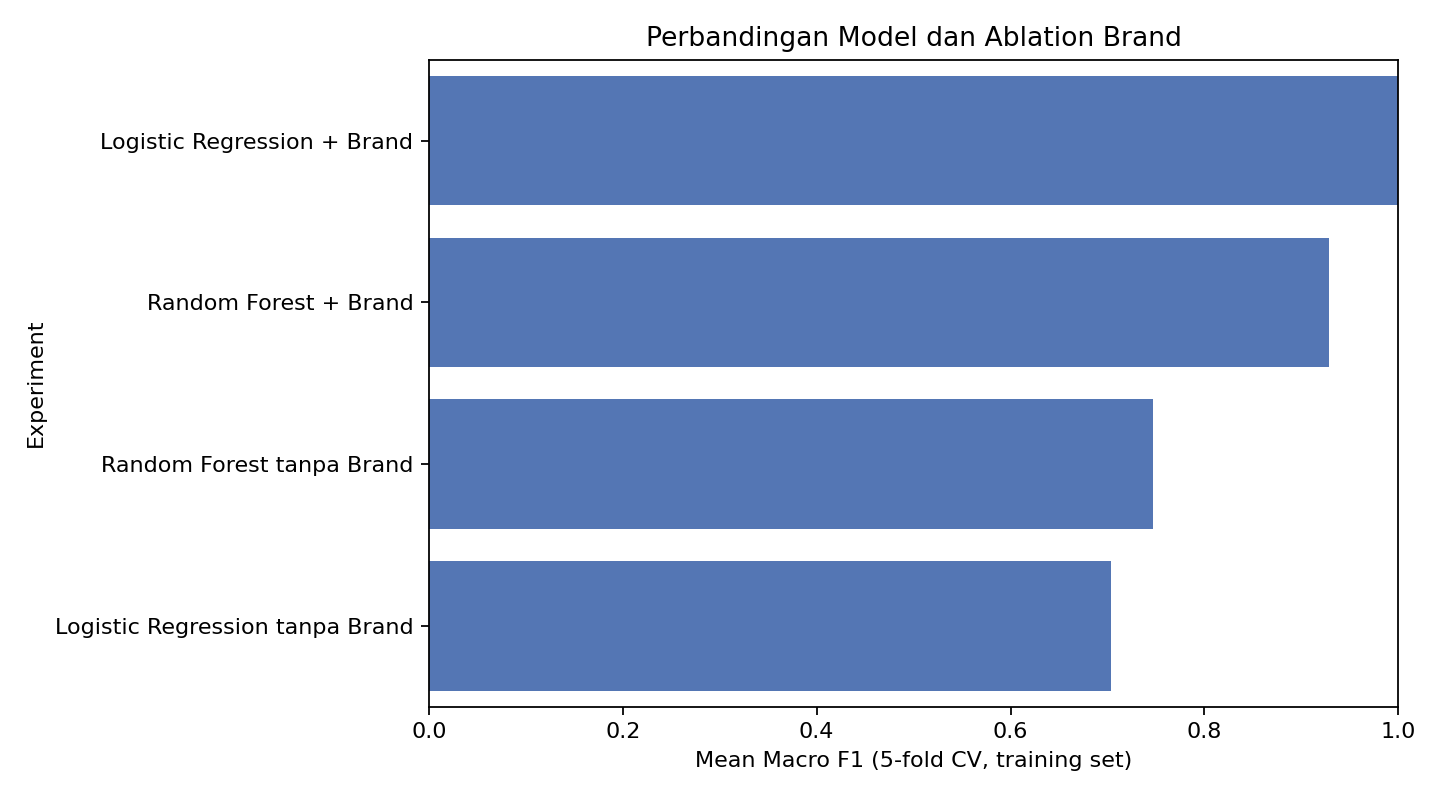 Perbandingan Model dan Ablation Brand
Logistic Regression + Brand
Random Forest + Brand
Random Forest tanpa Brand
Logistic Regression tanpa Brand
Experiment
0.0 0.2 0.4 0.6 0.8 1.0
Mean Macro F1 (5-fold CV, training set)